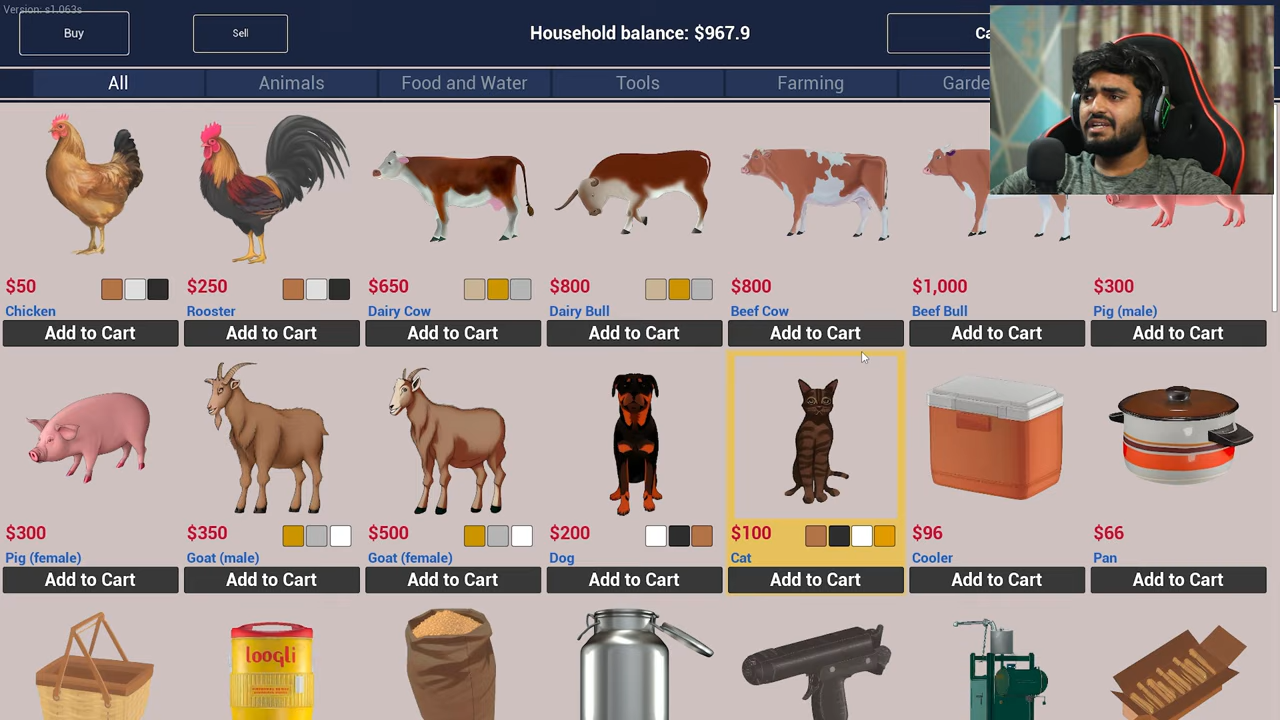 Version: s1.063s
Buy
Sell
Household balance: $967.9
Ca
All
Animals
Food and Water
Tools
Farming
Garde
$50
Chicken
Add to Cart
$250
Rooster
Add to Cart
$650
Dairy Cow
Add to Cart
$800
Dairy Bull
Add to Cart
$800
Beef Cow
Add to Cart
$1,000
Beef Bull
Add to Cart
$300
Pig (male)
Add to Cart
$300
Pig (female)
Add to Cart
$350
Goat (male)
Add to Cart
$500
Goat (female)
Add to Cart
$200
Dog
Add to Cart
$100
Cat
Add to Cart
$96
Cooler
Add to Cart
$66
Pan
Add to Cart
loogli